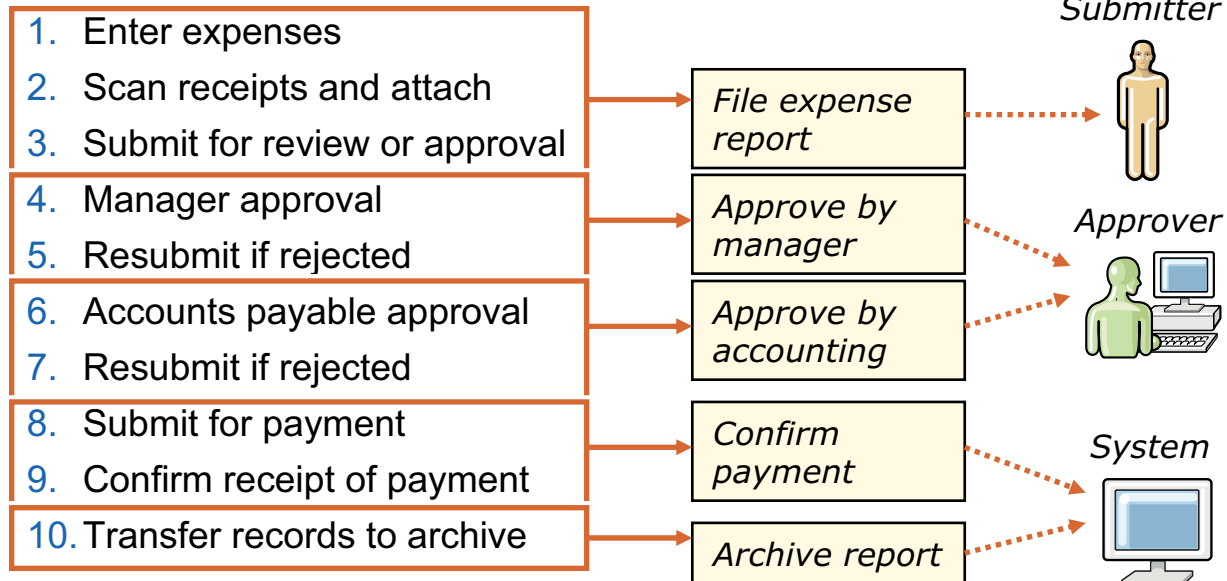 1. Enter expenses
2. Scan receipts and attach
3. Submit for review or approval
4. Manager approval
5. Resubmit if rejected
6. Accounts payable approval
7. Resubmit if rejected
8. Submit for payment
9. Confirm receipt of payment
10. Transfer records to archive
File expense
report
Approve by
manager
Approve by
accounting
Confirm
payment
Archive report
Submitter
Approver
System